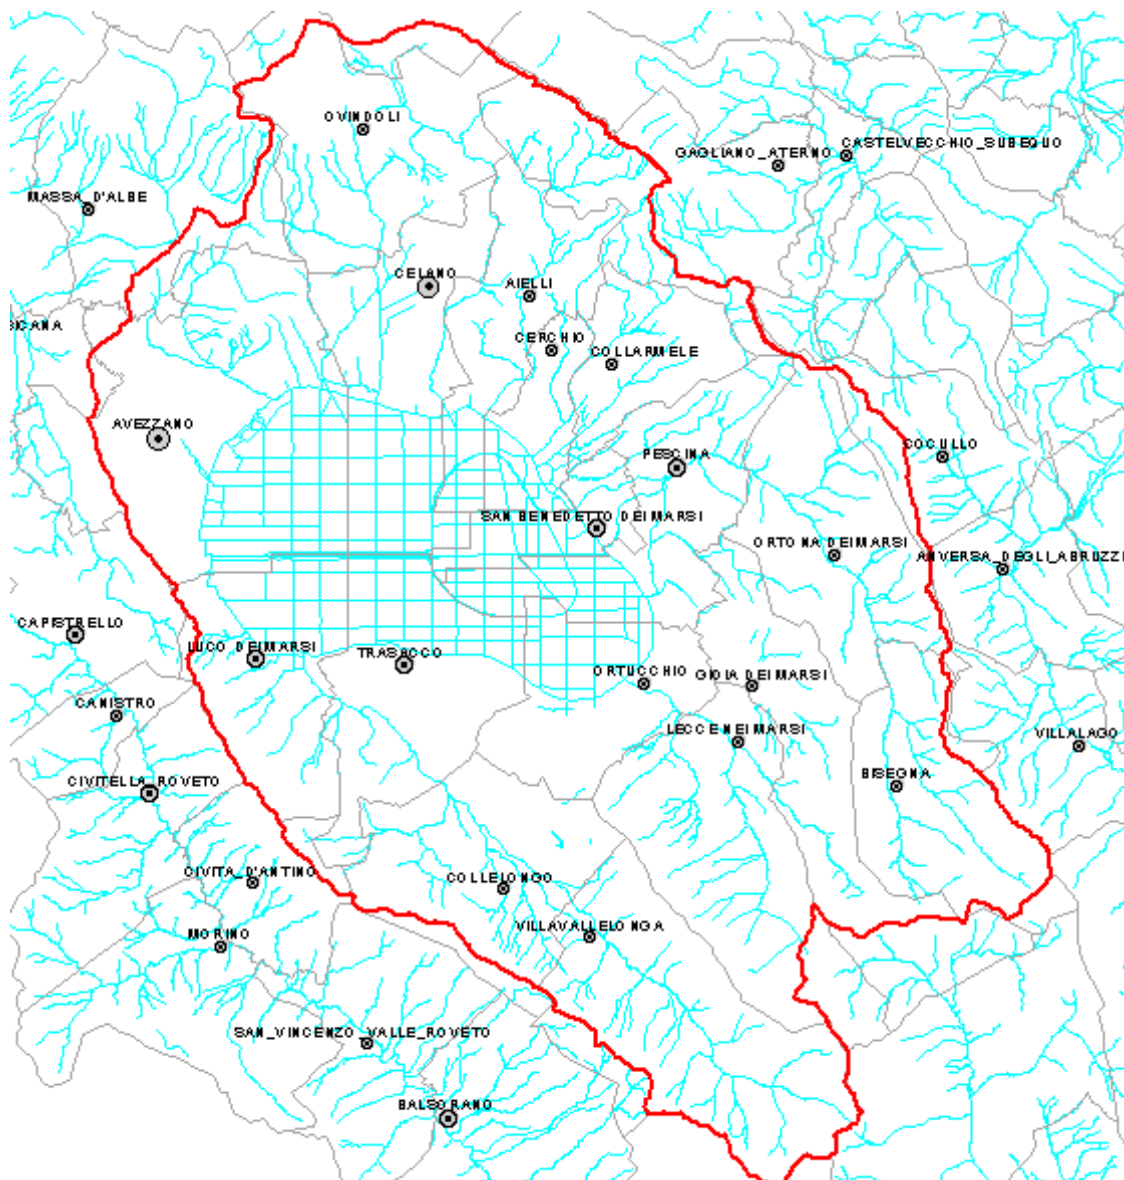 OVINDOLI
CASTELVECCHIO_SUBEQUO
GAGLIANO_ATERNO
MASSA_D'ALBE
CELANO
AIELLI
SICANA
CERCHIO
COLLARMELE
AVEZZANO
COCULLO
PESCINA
SAN BENEDETTO DEI MARSI
ORTONA DEI MARSI
ANVERSA_DEGLI_ABRUZZI
CAPISTRELLO
LUCO DEI MARSI
TRASACCO
ORTUCCHIO
GIOIA DEI MARSI
CANISTRO
LECCE NEI MARSI
VILLALAGO
CIVITELLA_ROVETO
BISEGNA
CIVITA_D'ANTINO
COLLELONGO
VILLAVALLELONGA
MORINO
SAN_VINCENZO_VALLE_ROVETO
BALSORANO